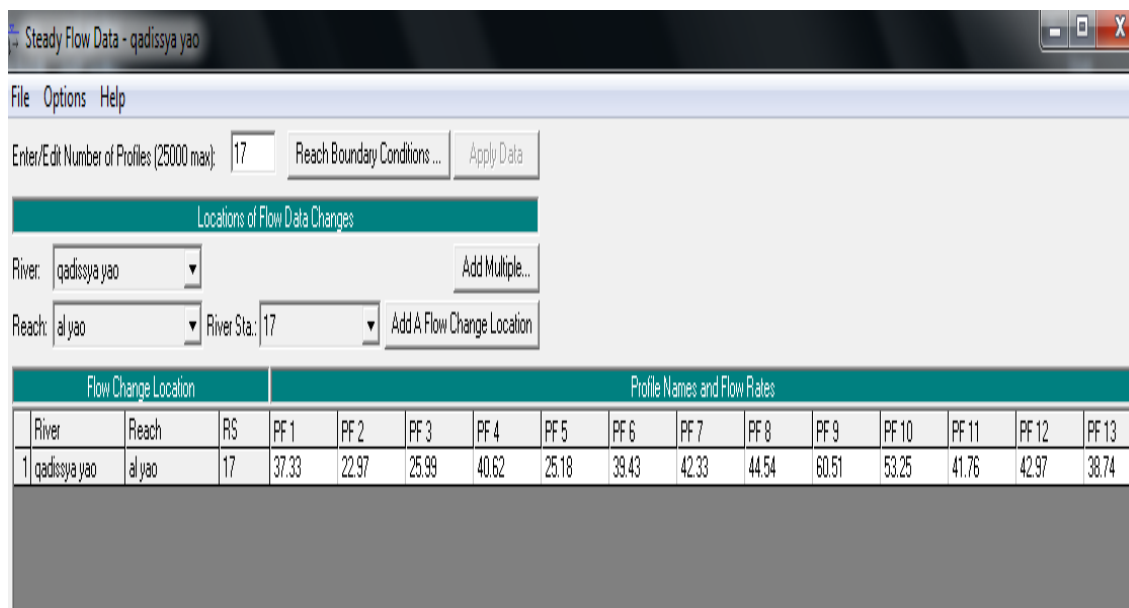 Steady Flow Data - qadissya yao
File Options Help
Enter/Edit Number of Profiles (25000 max): 17 Reach Boundary Conditions ... Apply Data
Locations of Flow Data Changes
River: qadissya yao Add Multiple...
Reach: al yao River Sta.: 17 Add A Flow Change Location
Flow Change Location Profile Names and Flow Rates
River Reach RS PF 1 PF 2 PF 3 PF 4 PF 5 PF 6 PF 7 PF 8 PF 9 PF 10 PF 11 PF 12 PF 13
1 qadissya yao al yao 17 37.33 22.97 25.99 40.62 25.18 39.43 42.33 44.54 60.51 53.25 41.76 42.97 38.74